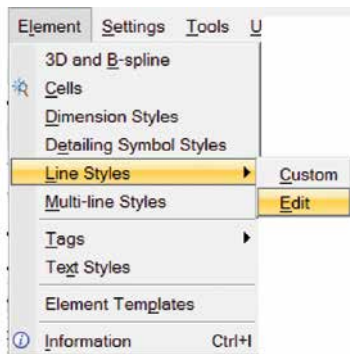 Element Settings Tools U
3D and B-spline
Cells
Dimension Styles
Detailing Symbol Styles
Line Styles
Custom
Multi-line Styles
Edit
Tags
Text Styles
Element Templates
Information Ctrl+I